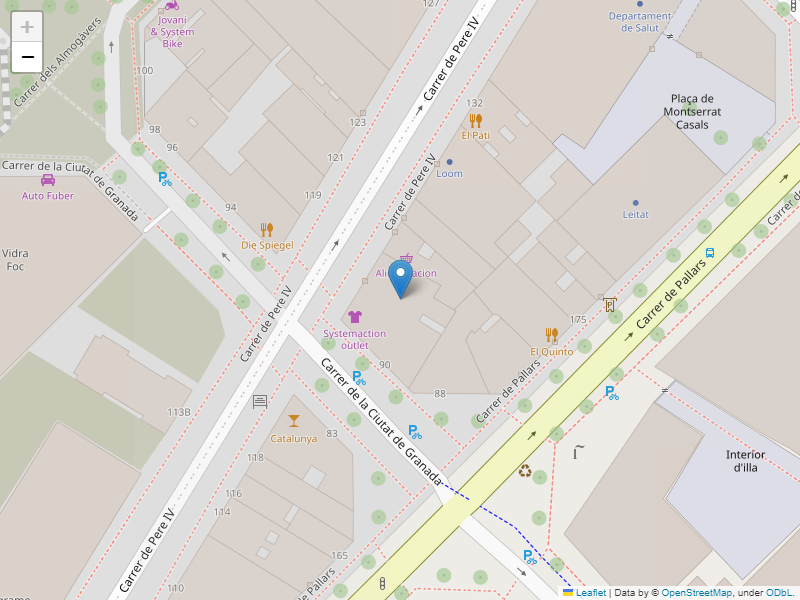 +
−
Jovani
& System
Bike
127
Departament
de Salut
Carrer dels Almogàvers
100
Carrer de Pere IV
132
El Pati
Plaça de
Montserrat
Casals
98
96
123
121
Carrer de la Ciutat de Granada
Auto Fuber
94
119
Loom
Carrer de Pere IV
Leitat
Carrer de
Vidra
Foc
Die Spiegel
Alimentacion
Carrer de Pere IV
Systemaction
outlet
175
Carrer de Pallars
El Quinto
90
88
Carrer de la Ciutat de Granada
Carrer de Pallars
113B
Catalunya
83
118
116
114
Interior
d'illa
Carrer de Pere IV
165
110
de Pallars
Leaflet | Data by © OpenStreetMap, under ODbL.